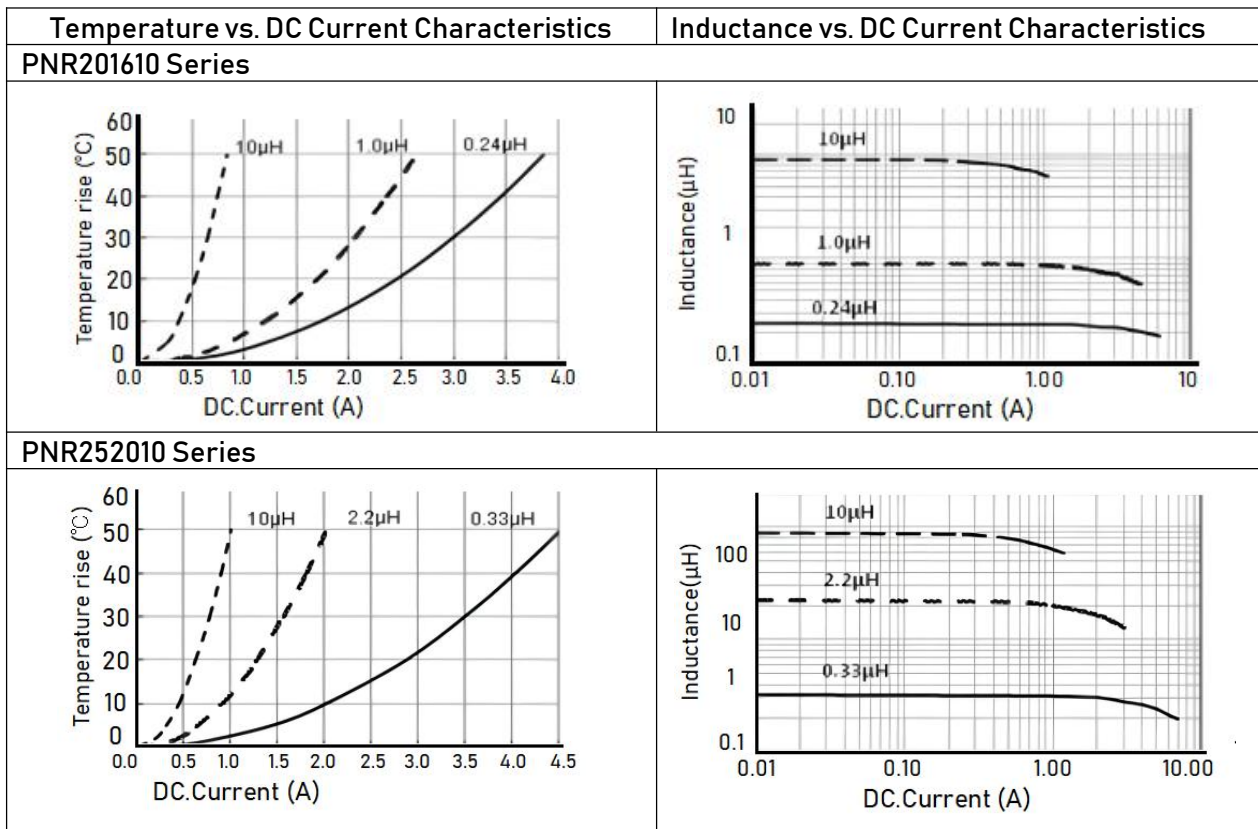 Temperature vs. DC Current Characteristics
Inductance vs. DC Current Characteristics
PNR201610 Series
Temperature rise (°C)
60
50
40
30
20
10
0
10µH
1.0µH
0.24µH
0.0 0.5 1.0 1.5 2.0 2.5 3.0 3.5 4.0
DC.Current (A)
Inductance(µH)
10
1
0.1
10µH
1.0µH
0.24µH
0.01 0.10 1.00 10
DC.Current (A)
PNR252010 Series
Temperature rise (℃)
60
50
40
30
20
10
0
10µH
2.2µH
0.33µH
0.0 0.5 1.0 1.5 2.0 2.5 3.0 3.5 4.0 4.5
DC.Current (A)
Inductance(µH)
100
10
1
0.1
10µH
2.2µH
0.33µH
0.01 0.10 1.00 10.00
DC.Current (A)